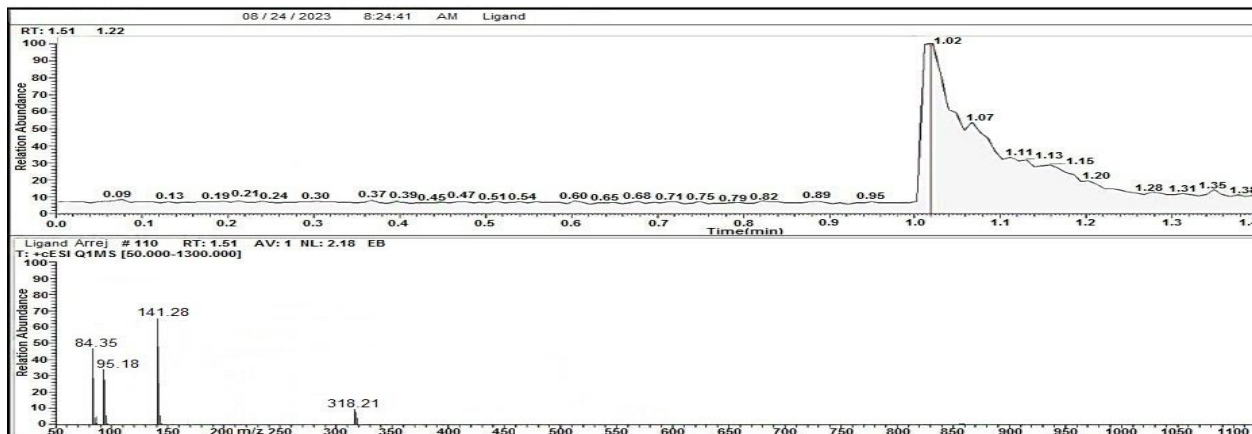 08 / 24 / 2023 8:24:41 AM Ligand
RT: 1.51 1.22
Relation Abundance
100
90
80
70
60
50
40
30
20
10
0
1.02
1.07
1.11 1.13 1.15 1.20 1.28 1.31 1.35 1.38
0.09 0.13 0.19 0.21 0.24 0.30 0.37 0.39 0.45 0.47 0.51 0.54 0.60 0.65 0.68 0.71 0.75 0.79 0.82 0.89 0.95
0.0 0.1 0.2 0.3 0.4 0.5 0.6 0.7 0.8 0.9 1.0 1.1 1.2 1.3
Time(min)
Ligand Arrej # 110 RT: 1.51 AV: 1 NL: 2.18 EB
T: +cESI Q1MS [50.000-1300.000]
Relation Abundance
100
90
80
70
60
50
40
30
20
10
0
141.28
84.35
95.18
318.21
50 100 150 200 m/z 250 300 350 400 450 500 550 600 650 700 750 800 850 900 950 1000 1050 1100